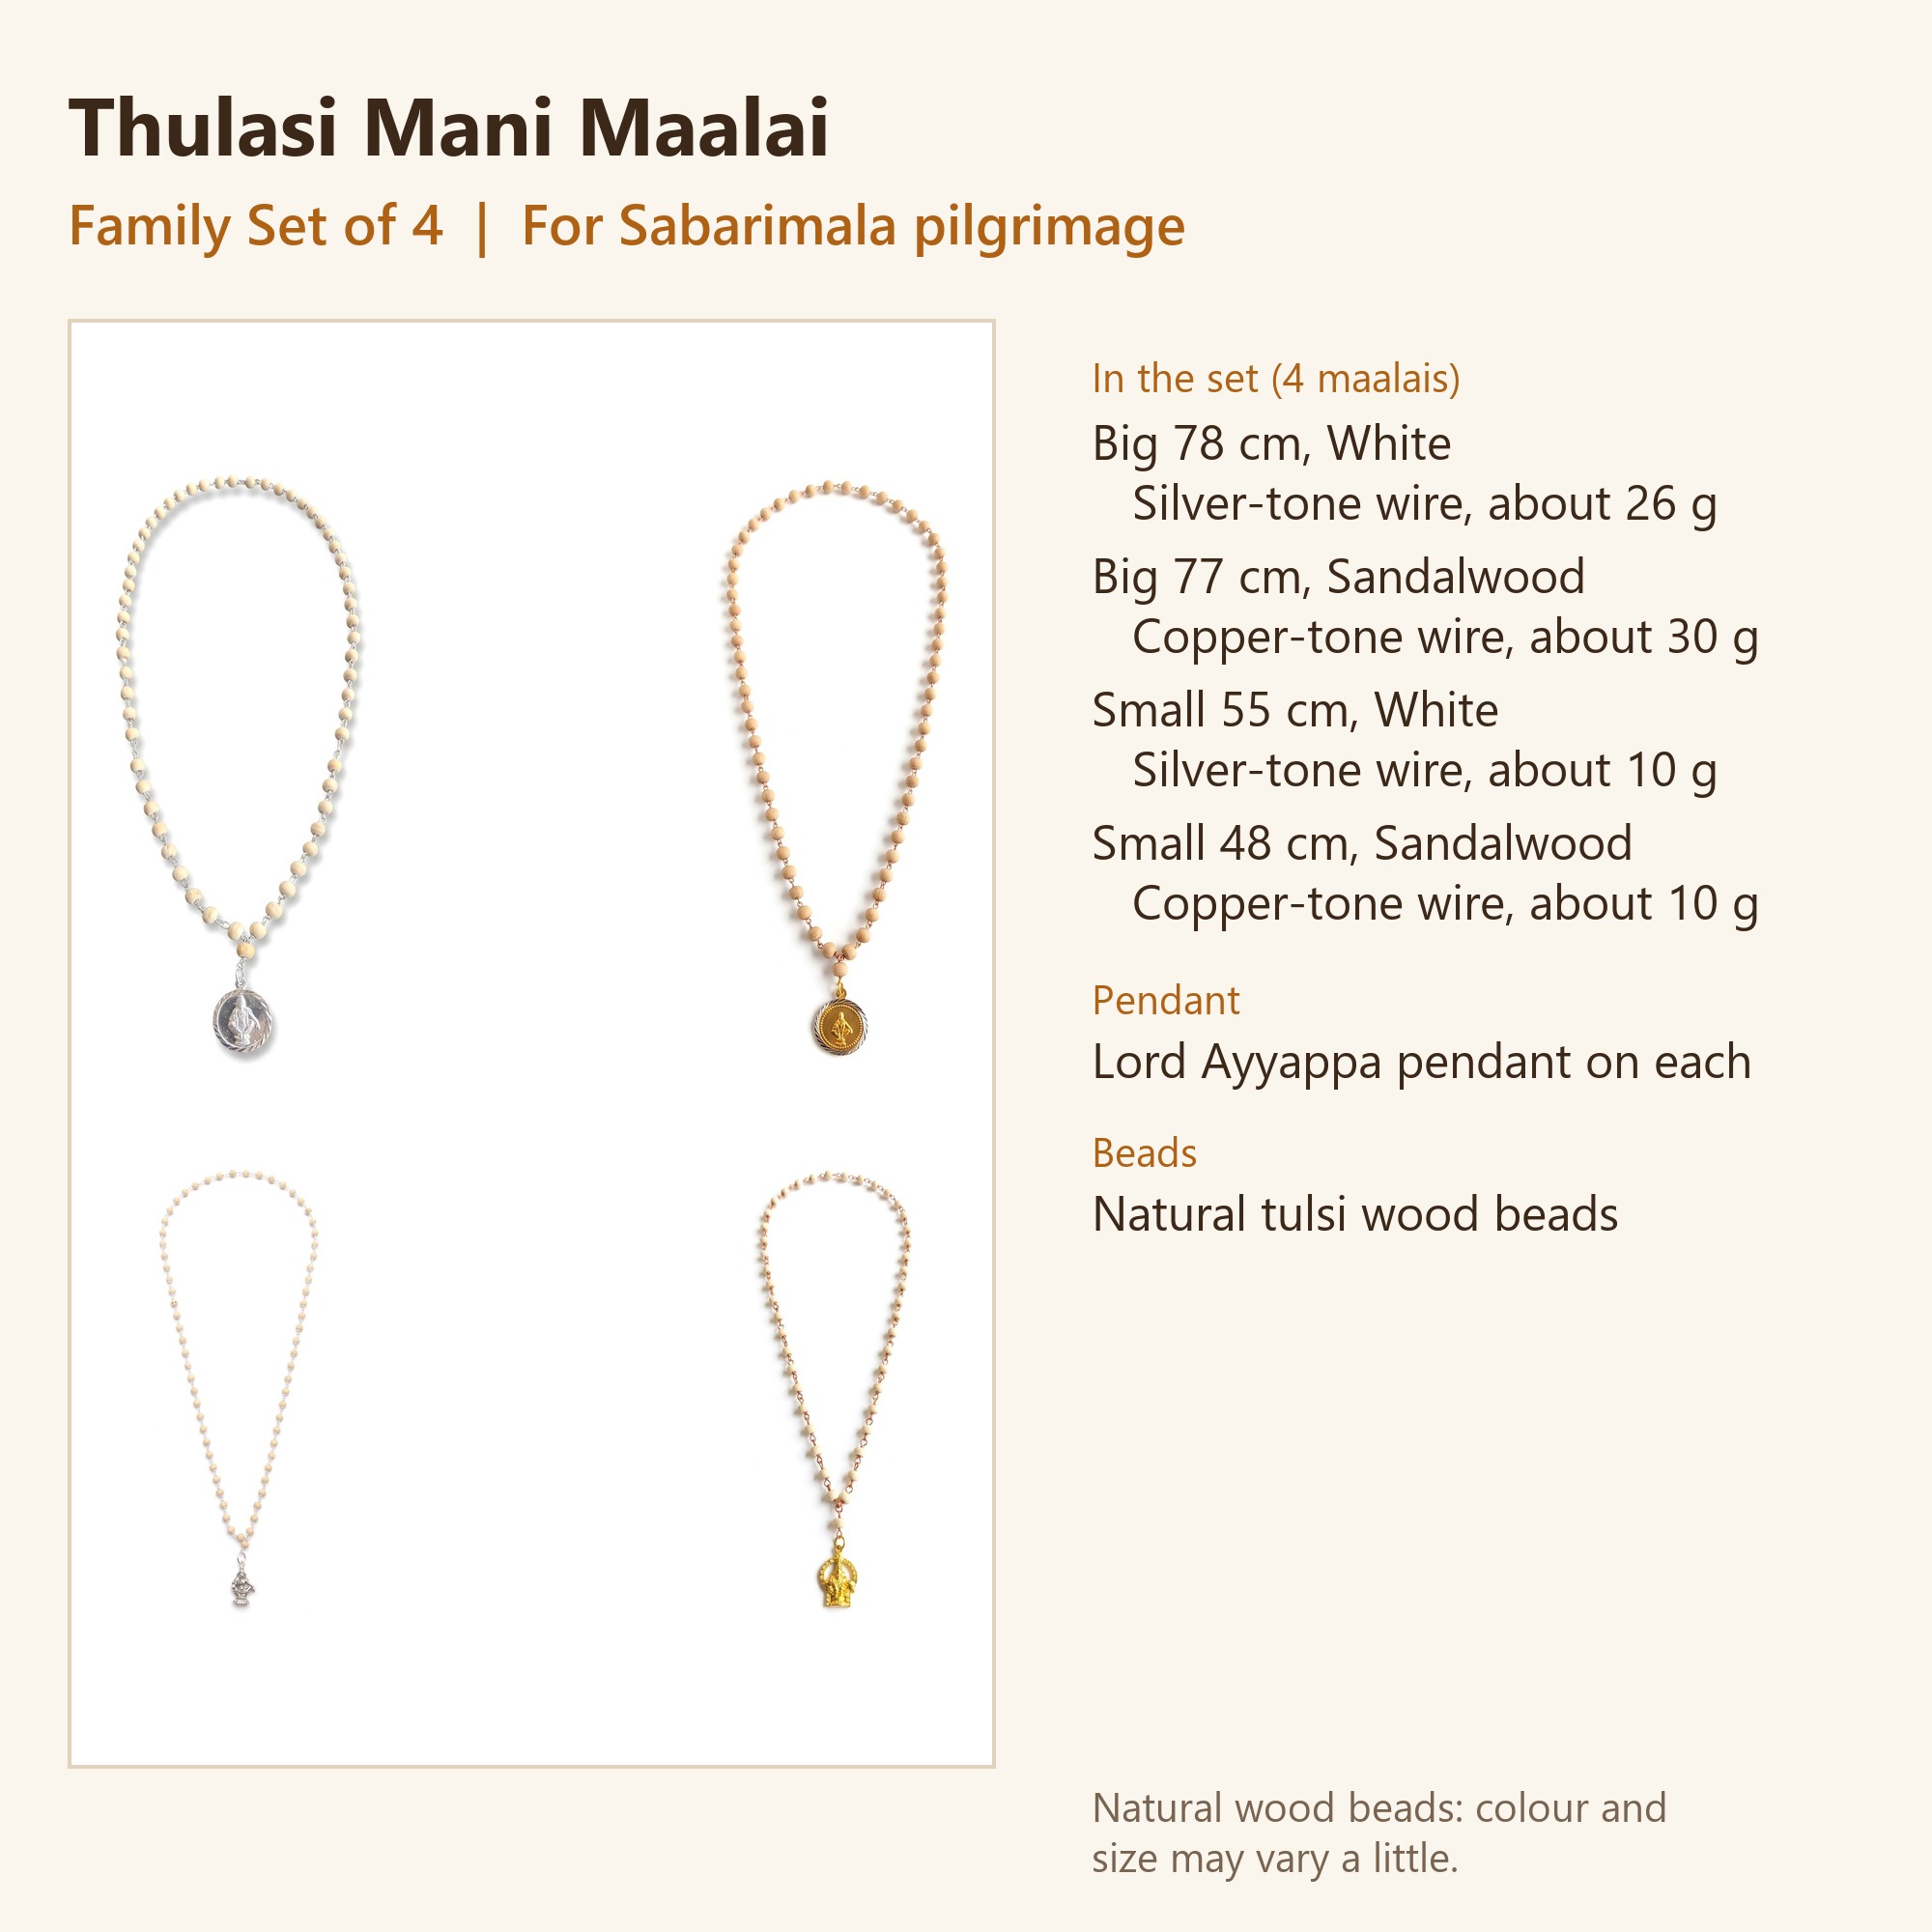 Thulasi Mani Maalai
Family Set of 4 | For Sabarimala pilgrimage
In the set (4 maalais)
Big 78 cm, White
Silver-tone wire, about 26 g
Big 77 cm, Sandalwood
Copper-tone wire, about 30 g
Small 55 cm, White
Silver-tone wire, about 10 g
Small 48 cm, Sandalwood
Copper-tone wire, about 10 g
Pendant
Lord Ayyappa pendant on each
Beads
Natural tulsi wood beads
Natural wood beads: colour and
size may vary a little.